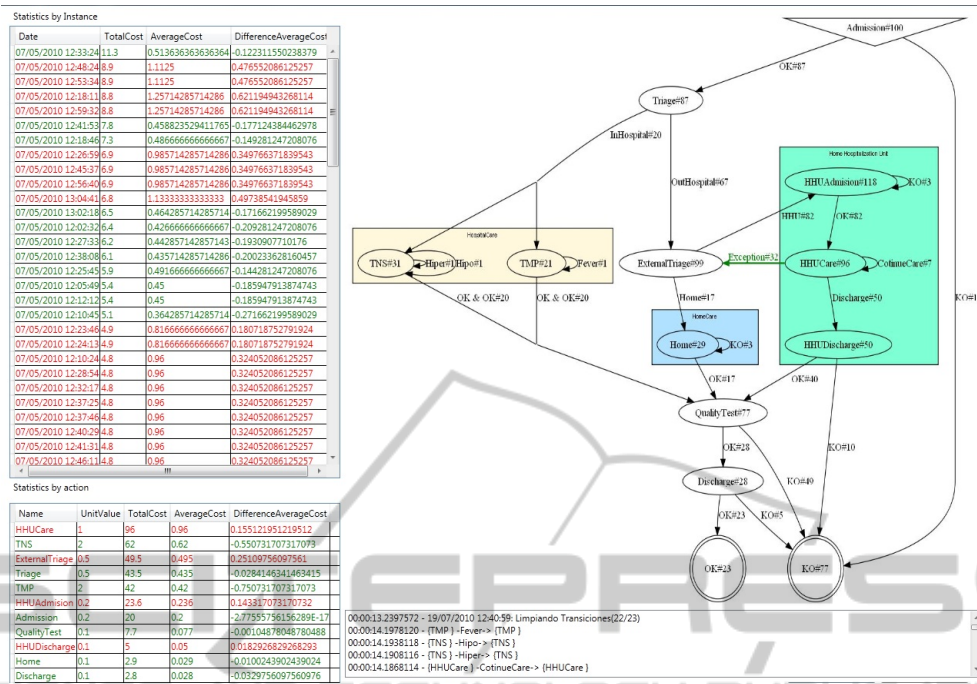 Statistics by Instance
Date TotalCost AverageCost DifferenceAverageCost
07/05/2010 12:33:24 11.3 0.513636363636364 -0.122311550238379
07/05/2010 12:48:24 8.9 1.1125 0.476552086125257
07/05/2010 12:53:34 8.9 1.1125 0.476552086125257
07/05/2010 12:18:11 8.8 1.25714285714286 0.621194943268114
07/05/2010 12:59:32 8.8 1.25714285714286 0.621194943268114
07/05/2010 12:41:53 7.8 0.458823529411765 -0.177124384462978
07/05/2010 12:18:46 7.3 0.486666666666667 -0.149281247208076
07/05/2010 12:26:59 6.9 0.985714285714286 0.349766371839543
07/05/2010 12:45:37 6.9 0.985714285714286 0.349766371839543
07/05/2010 12:56:40 6.9 0.985714285714286 0.349766371839543
07/05/2010 13:04:41 6.8 1.13333333333333 0.49738541945859
07/05/2010 13:02:18 6.5 0.464285714285714 -0.171662199589029
07/05/2010 12:02:32 6.4 0.426666666666667 -0.209281247208076
07/05/2010 12:27:33 6.2 0.442857142857143 -0.1930907710176
07/05/2010 12:38:08 6.1 0.435714285714286 -0.200233628160457
07/05/2010 12:25:45 5.9 0.491666666666667 -0.144281247208076
07/05/2010 12:05:49 5.4 0.45 -0.185947913874743
07/05/2010 12:12:12 5.4 0.45 -0.185947913874743
07/05/2010 12:10:45 5.1 0.364285714285714 -0.271662199589029
07/05/2010 12:23:46 4.9 0.816666666666667 0.180718752791924
07/05/2010 12:24:13 4.9 0.816666666666667 0.180718752791924
07/05/2010 12:10:24 4.8 0.96 0.324052086125257
07/05/2010 12:28:54 4.8 0.96 0.324052086125257
07/05/2010 12:32:17 4.8 0.96 0.324052086125257
07/05/2010 12:37:25 4.8 0.96 0.324052086125257
07/05/2010 12:37:46 4.8 0.96 0.324052086125257
07/05/2010 12:40:29 4.8 0.96 0.324052086125257
07/05/2010 12:41:31 4.8 0.96 0.324052086125257
07/05/2010 12:46:11 4.8 0.96 0.324052086125257
Statistics by action
Name UnitValue TotalCost AverageCost DifferenceAverageCost
HHUCare 1 96 0.96 0.155121951219512
TNS 2 62 0.62 -0.550731707317073
ExternalTriage 0.5 49.5 0.495 0.25109756097561
Triage 0.5 43.5 0.435 -0.0284146341463415
TMP 2 42 0.42 -0.750731707317073
HHUAdmision 0.2 23.6 0.236 0.143317073170732
Admission 0.2 20 0.2 -2.77555756156289E-17
QualityTest 0.1 7.7 0.077 -0.00104878048780488
HHUDischarge 0.1 5 0.05 0.0182926829268293
Home 0.1 2.9 0.029 -0.0100243902439024
Discharge 0.1 2.8 0.028 -0.0329756097560976
Admission#100
OK#87
Triage#87
InHospital#20
OutHospital#67
Home Hospitalization Unit
HHUAdmision#118
KO#3
HHU#82
OK#82
HospitalCare
TNS#31
Hiper#1
Hipo#1
TMP#21
Fever#1
ExternalTriage#99
Exception#32
HHUCare#96
CotinueCare#7
OK & OK#20
OK & OK#20
Home#17
Discharge#50
HomeCare
Home#29
KO#3
HHUDischarge#50
OK#17
OK#40
QualityTest#77
OK#28
KO#49
KO#10
Discharge#28
OK#23
KO#5
OK#23
KO#77
00:00:13.2397572 - 19/07/2010 12:40:59: Limpiando Transiciones(22/23)
00:00:14.1978120 - {TMP } -Fever-> {TMP }
00:00:14.1938118 - {TNS } -Hipo-> {TNS }
00:00:14.1908116 - {TNS } -Hiper-> {TNS }
00:00:14.1868114 - {HHUCare } -CotinueCare-> {HHUCare }